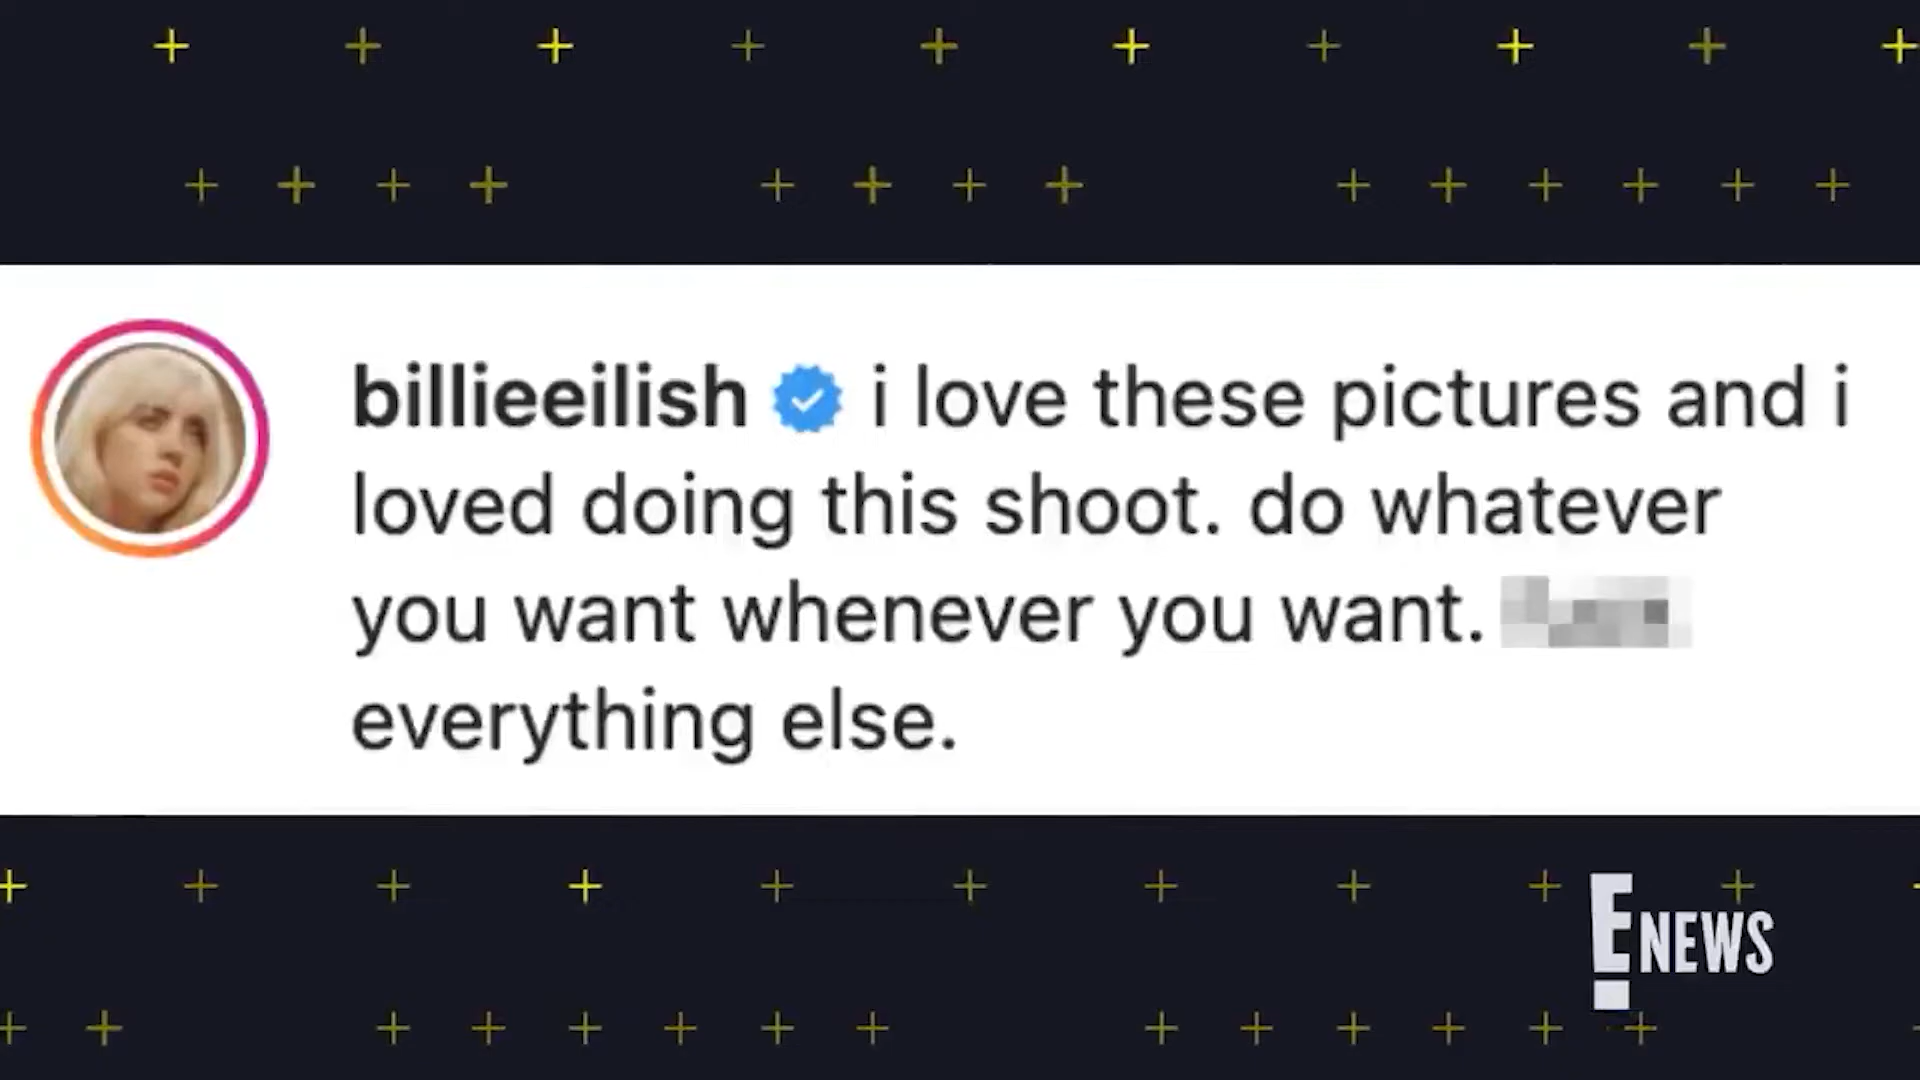 billieeilish i love these pictures and i
loved doing this shoot. do whatever
you want whenever you want.
everything else.
E NEWS